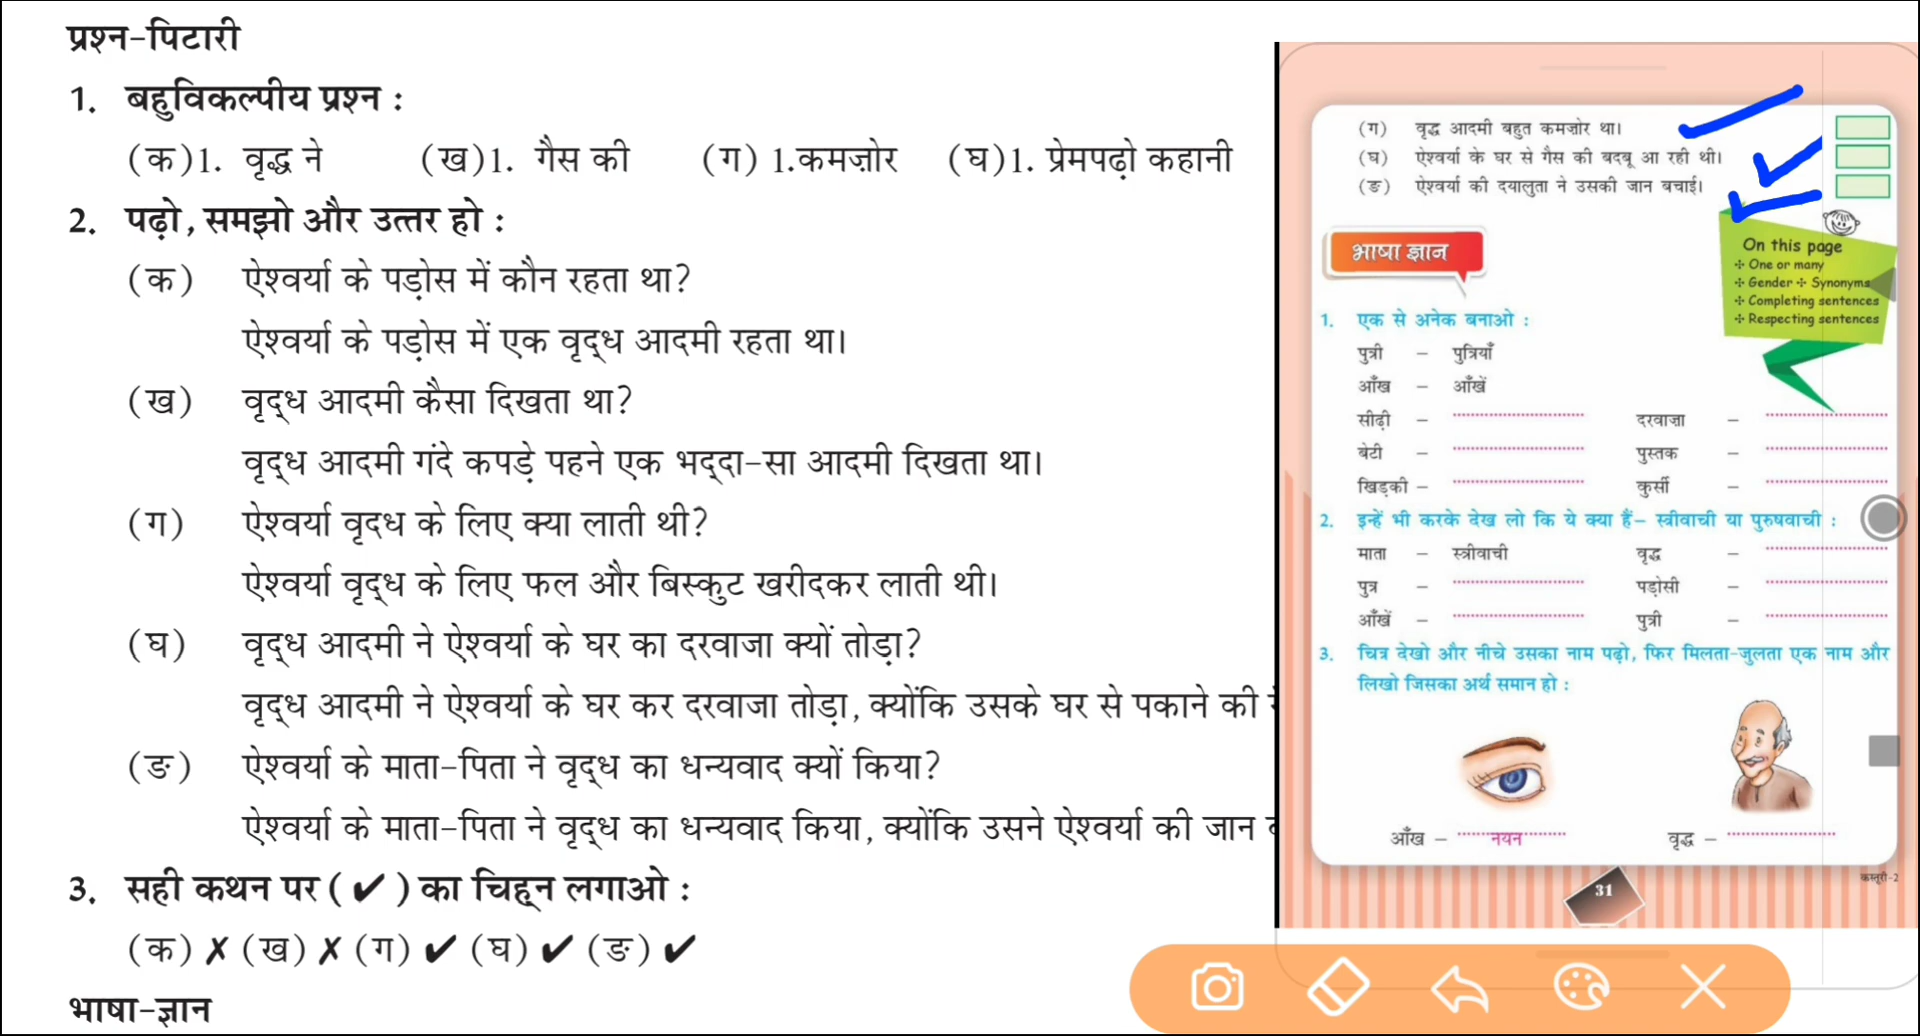 प्रश्न-पिटारी
1. बहुविकल्पीय प्रश्न :
(क)1. वृद्ध ने (ख)1. गैस की (ग) 1.कमज़ोर (घ)1. प्रेमपढ़ो कहानी
2. पढ़ो, समझो और उत्तर हो :
(क) ऐश्वर्या के पड़ोस में कौन रहता था?
ऐश्वर्या के पड़ोस में एक वृद्ध आदमी रहता था।
(ख) वृद्ध आदमी कैसा दिखता था?
वृद्ध आदमी गंदे कपड़े पहने एक भद्दा-सा आदमी दिखता था।
(ग) ऐश्वर्या वृदध के लिए क्या लाती थी?
ऐश्वर्या वृद्ध के लिए फल और बिस्कुट खरीदकर लाती थी।
(घ) वृद्ध आदमी ने ऐश्वर्या के घर का दरवाजा क्यों तोड़ा?
वृद्ध आदमी ने ऐश्वर्या के घर कर दरवाजा तोड़ा, क्योंकि उसके घर से पकाने की
(ङ) ऐश्वर्या के माता-पिता ने वृद्ध का धन्यवाद क्यों किया?
ऐश्वर्या के माता-पिता ने वृद्ध का धन्यवाद किया, क्योंकि उसने ऐश्वर्या की जान
3. सही कथन पर ( ✔ ) का चिह्न लगाओ :
(क) ✗ (ख) ✗ (ग) ✔ (घ) ✔ (ङ) ✔
भाषा-ज्ञान
(ग) वृद्ध आदमी बहुत कमज़ोर था।
(घ) ऐश्वर्या के घर से गैस की बदबू आ रही थी।
(ङ) ऐश्वर्या की दयालुता ने उसकी जान बचाई।
भाषा ज्ञान
On this page
÷ One or many
÷ Gender ÷ Synonyms
÷ Completing sentences
÷ Respecting sentences
1. एक से अनेक बनाओ :
पुत्री – पुत्रियाँ
आँख – आँखें
सीढ़ी – दरवाज़ा –
बेटी – पुस्तक –
खिड़की – कुर्सी –
2. इन्हें भी करके देख लो कि ये क्या हैं– स्त्रीवाची या पुरुषवाची :
माता – स्त्रीवाची वृद्ध –
पुत्र – पड़ोसी –
आँखें – पुत्री –
3. चित्र देखो और नीचे उसका नाम पढ़ो, फिर मिलता-जुलता एक नाम और
लिखो जिसका अर्थ समान हो :
आँख – नयन वृद्ध –
31
कस्तूरी-2